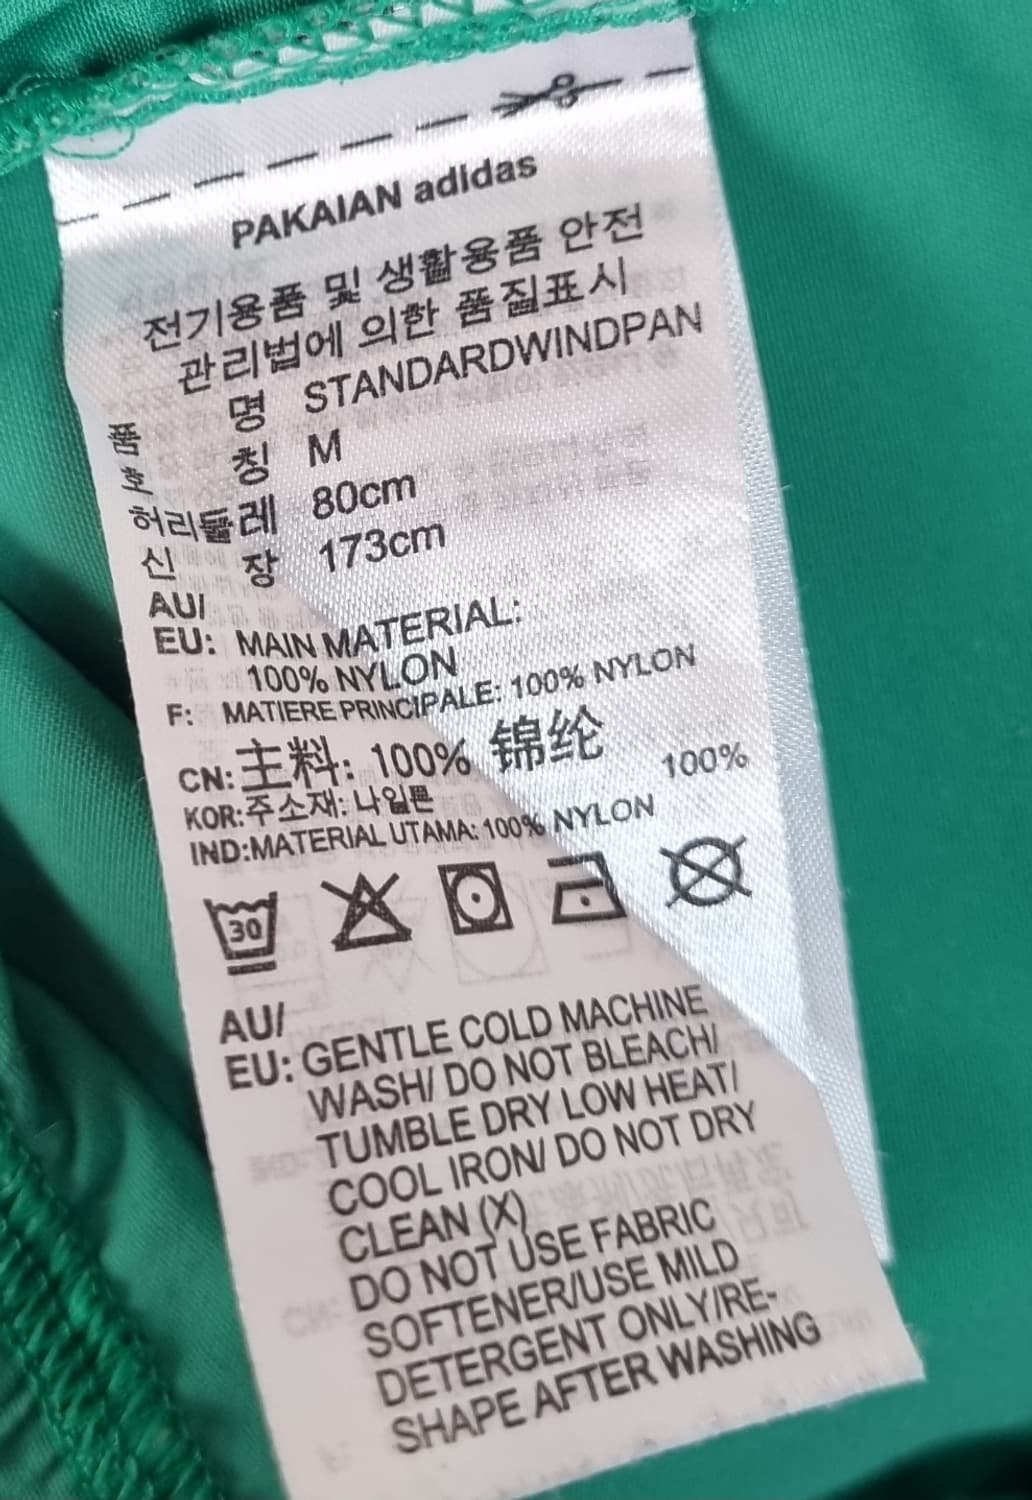 PAKAIAN adidas
전기용품 및 생활용품 안전
관리법에 의한 품질표시
품 명 STANDARDWINDPAN
호 칭 M
허리둘레 80cm
신 장 173cm
AU/
EU: MAIN MATERIAL:
100% NYLON
F: MATIERE PRINCIPALE: 100% NYLON
CN: 主料: 100% 锦纶
KOR:주소재: 나일론 100%
IND:MATERIAL UTAMA: 100% NYLON
30
AU/
EU: GENTLE COLD MACHINE
WASH/ DO NOT BLEACH/
TUMBLE DRY LOW HEAT/
COOL IRON/ DO NOT DRY
CLEAN (X)
DO NOT USE FABRIC
SOFTENER/USE MILD
DETERGENT ONLY/RE-
SHAPE AFTER WASHING